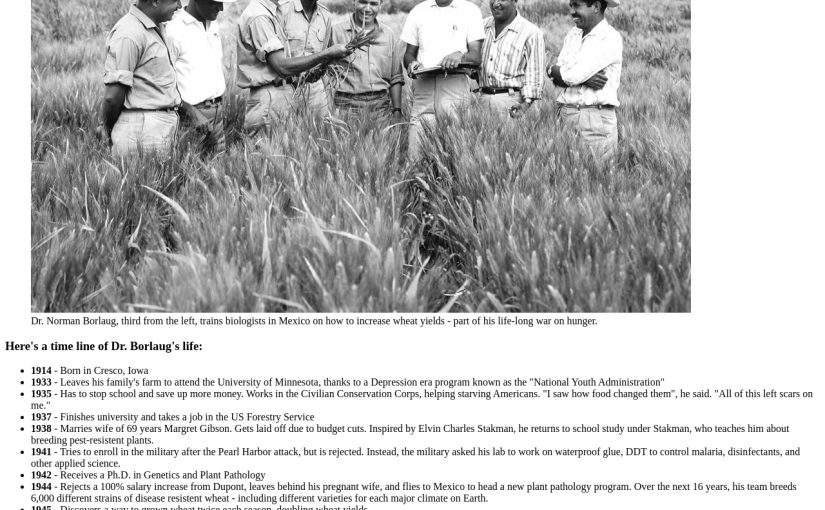 Dr. Norman Borlaug, third from the left, trains biologists in Mexico on how to increase wheat yields - part of his life-long war on hunger.
Here's a time line of Dr. Borlaug's life:
• 1914 - Born in Cresco, Iowa
• 1933 - Leaves his family's farm to attend the University of Minnesota, thanks to a Depression era program known as the "National Youth Administration"
• 1935 - Has to stop school and save up more money. Works in the Civilian Conservation Corps, helping starving Americans. "I saw how food changed them", he said. "All of this left scars on
me."
• 1937 - Finishes university and takes a job in the US Forestry Service
• 1938 - Marries wife of 69 years Margret Gibson. Gets laid off due to budget cuts. Inspired by Elvin Charles Stakman, he returns to school study under Stakman, who teaches him about
breeding pest-resistent plants.
• 1941 - Tries to enroll in the military after the Pearl Harbor attack, but is rejected. Instead, the military asked his lab to work on waterproof glue, DDT to control malaria, disinfectants, and
other applied science.
• 1942 - Receives a Ph.D. in Genetics and Plant Pathology
• 1944 - Rejects a 100% salary increase from Dupont, leaves behind his pregnant wife, and flies to Mexico to head a new plant pathology program. Over the next 16 years, his team breeds
6,000 different strains of disease resistent wheat - including different varieties for each major climate on Earth.
• 1945 - Discovers a way to grown wheat twice each season, doubling wheat yields